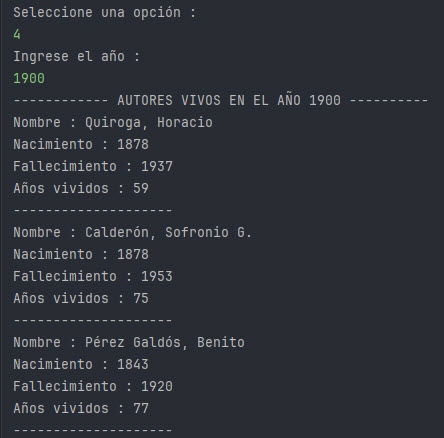 Seleccione una opción :
4
Ingrese el año :
1900
------------ AUTORES VIVOS EN EL AÑO 1900 ----------
Nombre : Quiroga, Horacio
Nacimiento : 1878
Fallecimiento : 1937
Años vividos : 59
--------------------
Nombre : Calderón, Sofronio G.
Nacimiento : 1878
Fallecimiento : 1953
Años vividos : 75
--------------------
Nombre : Pérez Galdós, Benito
Nacimiento : 1843
Fallecimiento : 1920
Años vividos : 77
--------------------